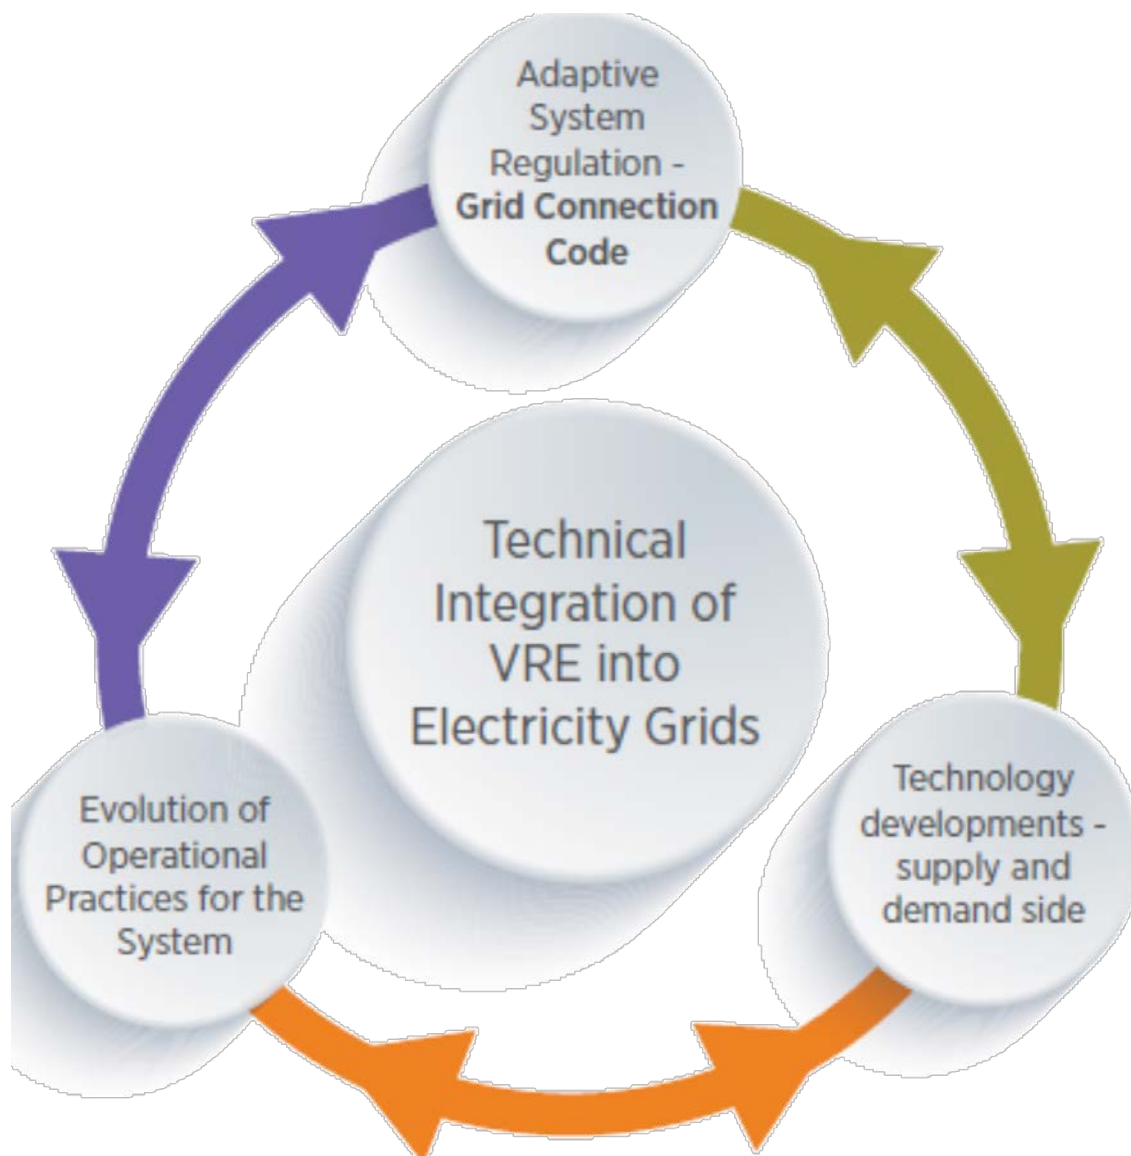 Adaptive
System
Regulation -
Grid Connection
Code
Technical
Integration of
VRE into
Electricity Grids
Evolution of
Operational
Practices for the
System
Technology
developments -
supply and
demand side